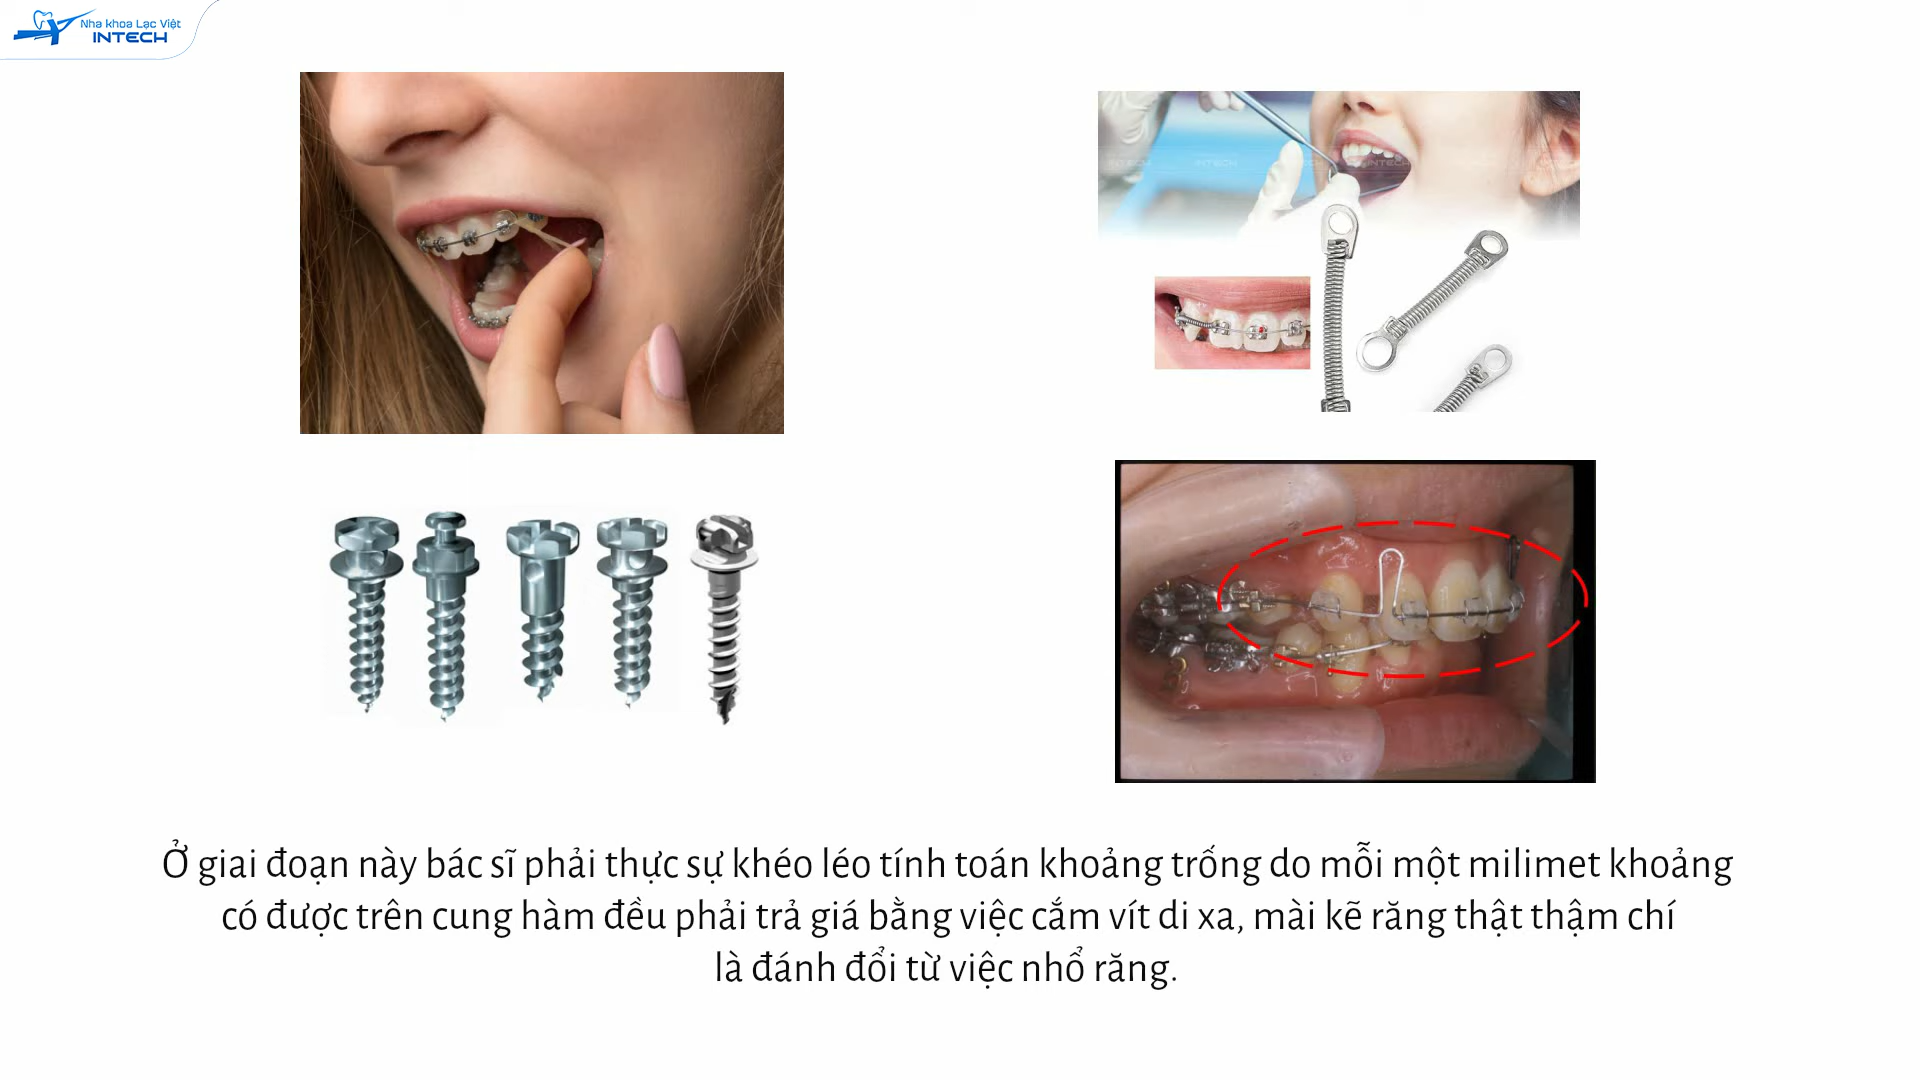 Nha khoa Lạc Việt
INTECH
Ở giai đoạn này bác sĩ phải thực sự khéo léo tính toán khoảng trống do mỗi một milimet khoảng
có được trên cung hàm đều phải trả giá bằng việc cắm vít di xa, mài kẽ răng thật thậm chí
là đánh đổi từ việc nhổ răng.